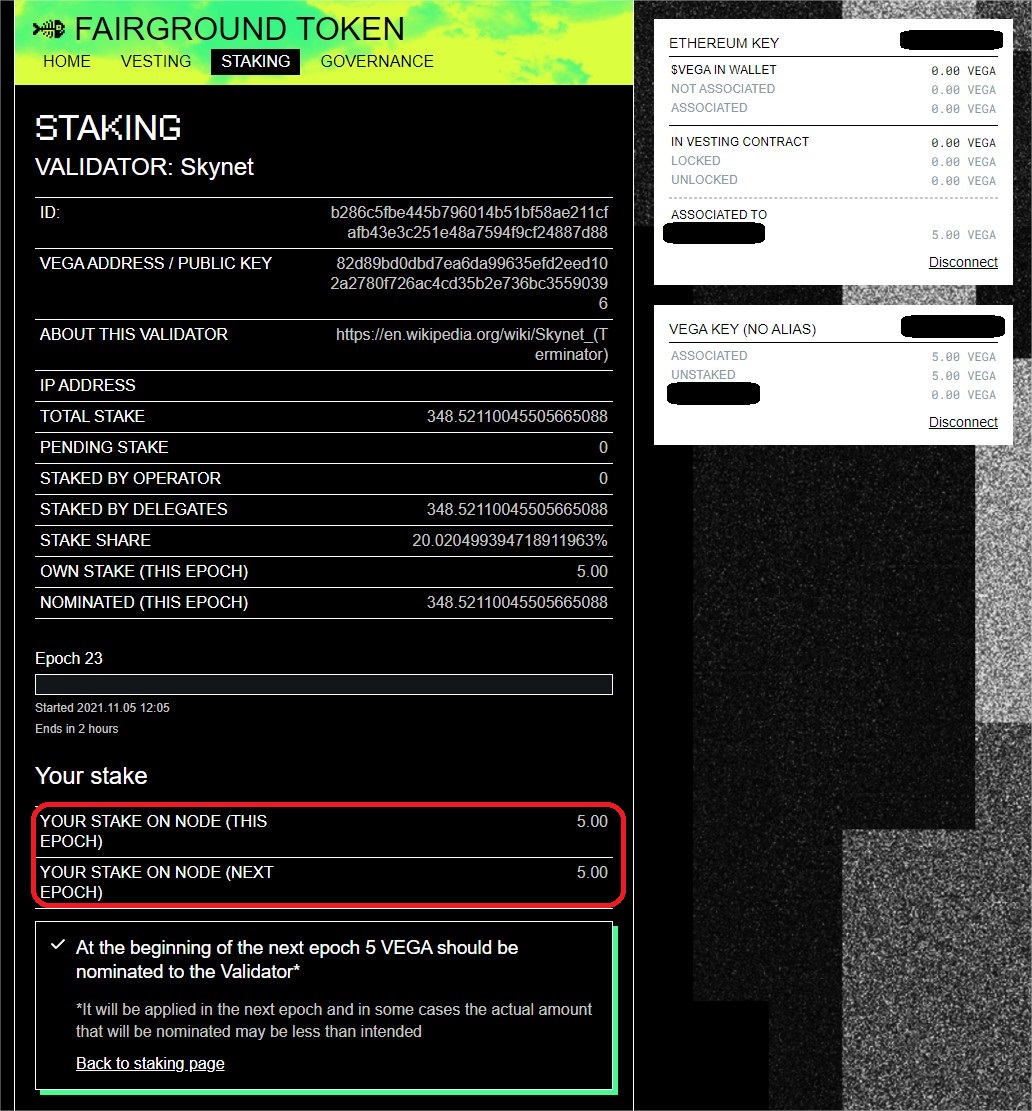 FAIRGROUND TOKEN
HOME VESTING STAKING GOVERNANCE
STAKING
VALIDATOR: Skynet
ID: b286c5fbe445b796014b51bf58ae211cf
afb43e3c251e48a7594f9cf24887d88
VEGA ADDRESS / PUBLIC KEY 82d89bd0dbd7ea6da99635efd2eed10
2a2780f726ac4cd35b2e736bc3559039
6
ABOUT THIS VALIDATOR https://en.wikipedia.org/wiki/Skynet_(T
erminator)
IP ADDRESS
TOTAL STAKE 348.52110045505665088
PENDING STAKE 0
STAKED BY OPERATOR 0
STAKED BY DELEGATES 348.52110045505665088
STAKE SHARE 20.020499394718911963%
OWN STAKE (THIS EPOCH) 5.00
NOMINATED (THIS EPOCH) 348.52110045505665088
Epoch 23
Started 2021.11.05 12:05
Ends in 2 hours
Your stake
YOUR STAKE ON NODE (THIS 5.00
EPOCH)
YOUR STAKE ON NODE (NEXT 5.00
EPOCH)
At the beginning of the next epoch 5 VEGA should be
nominated to the Validator*
*It will be applied in the next epoch and in some cases the actual amount
that will be nominated may be less than intended
Back to staking page
ETHEREUM KEY
$VEGA IN WALLET 0.00 VEGA
NOT ASSOCIATED 0.00 VEGA
ASSOCIATED 0.00 VEGA
IN VESTING CONTRACT 0.00 VEGA
LOCKED 0.00 VEGA
UNLOCKED 0.00 VEGA
ASSOCIATED TO
5.00 VEGA
Disconnect
VEGA KEY (NO ALIAS)
ASSOCIATED 5.00 VEGA
UNSTAKED 5.00 VEGA
0.00 VEGA
Disconnect